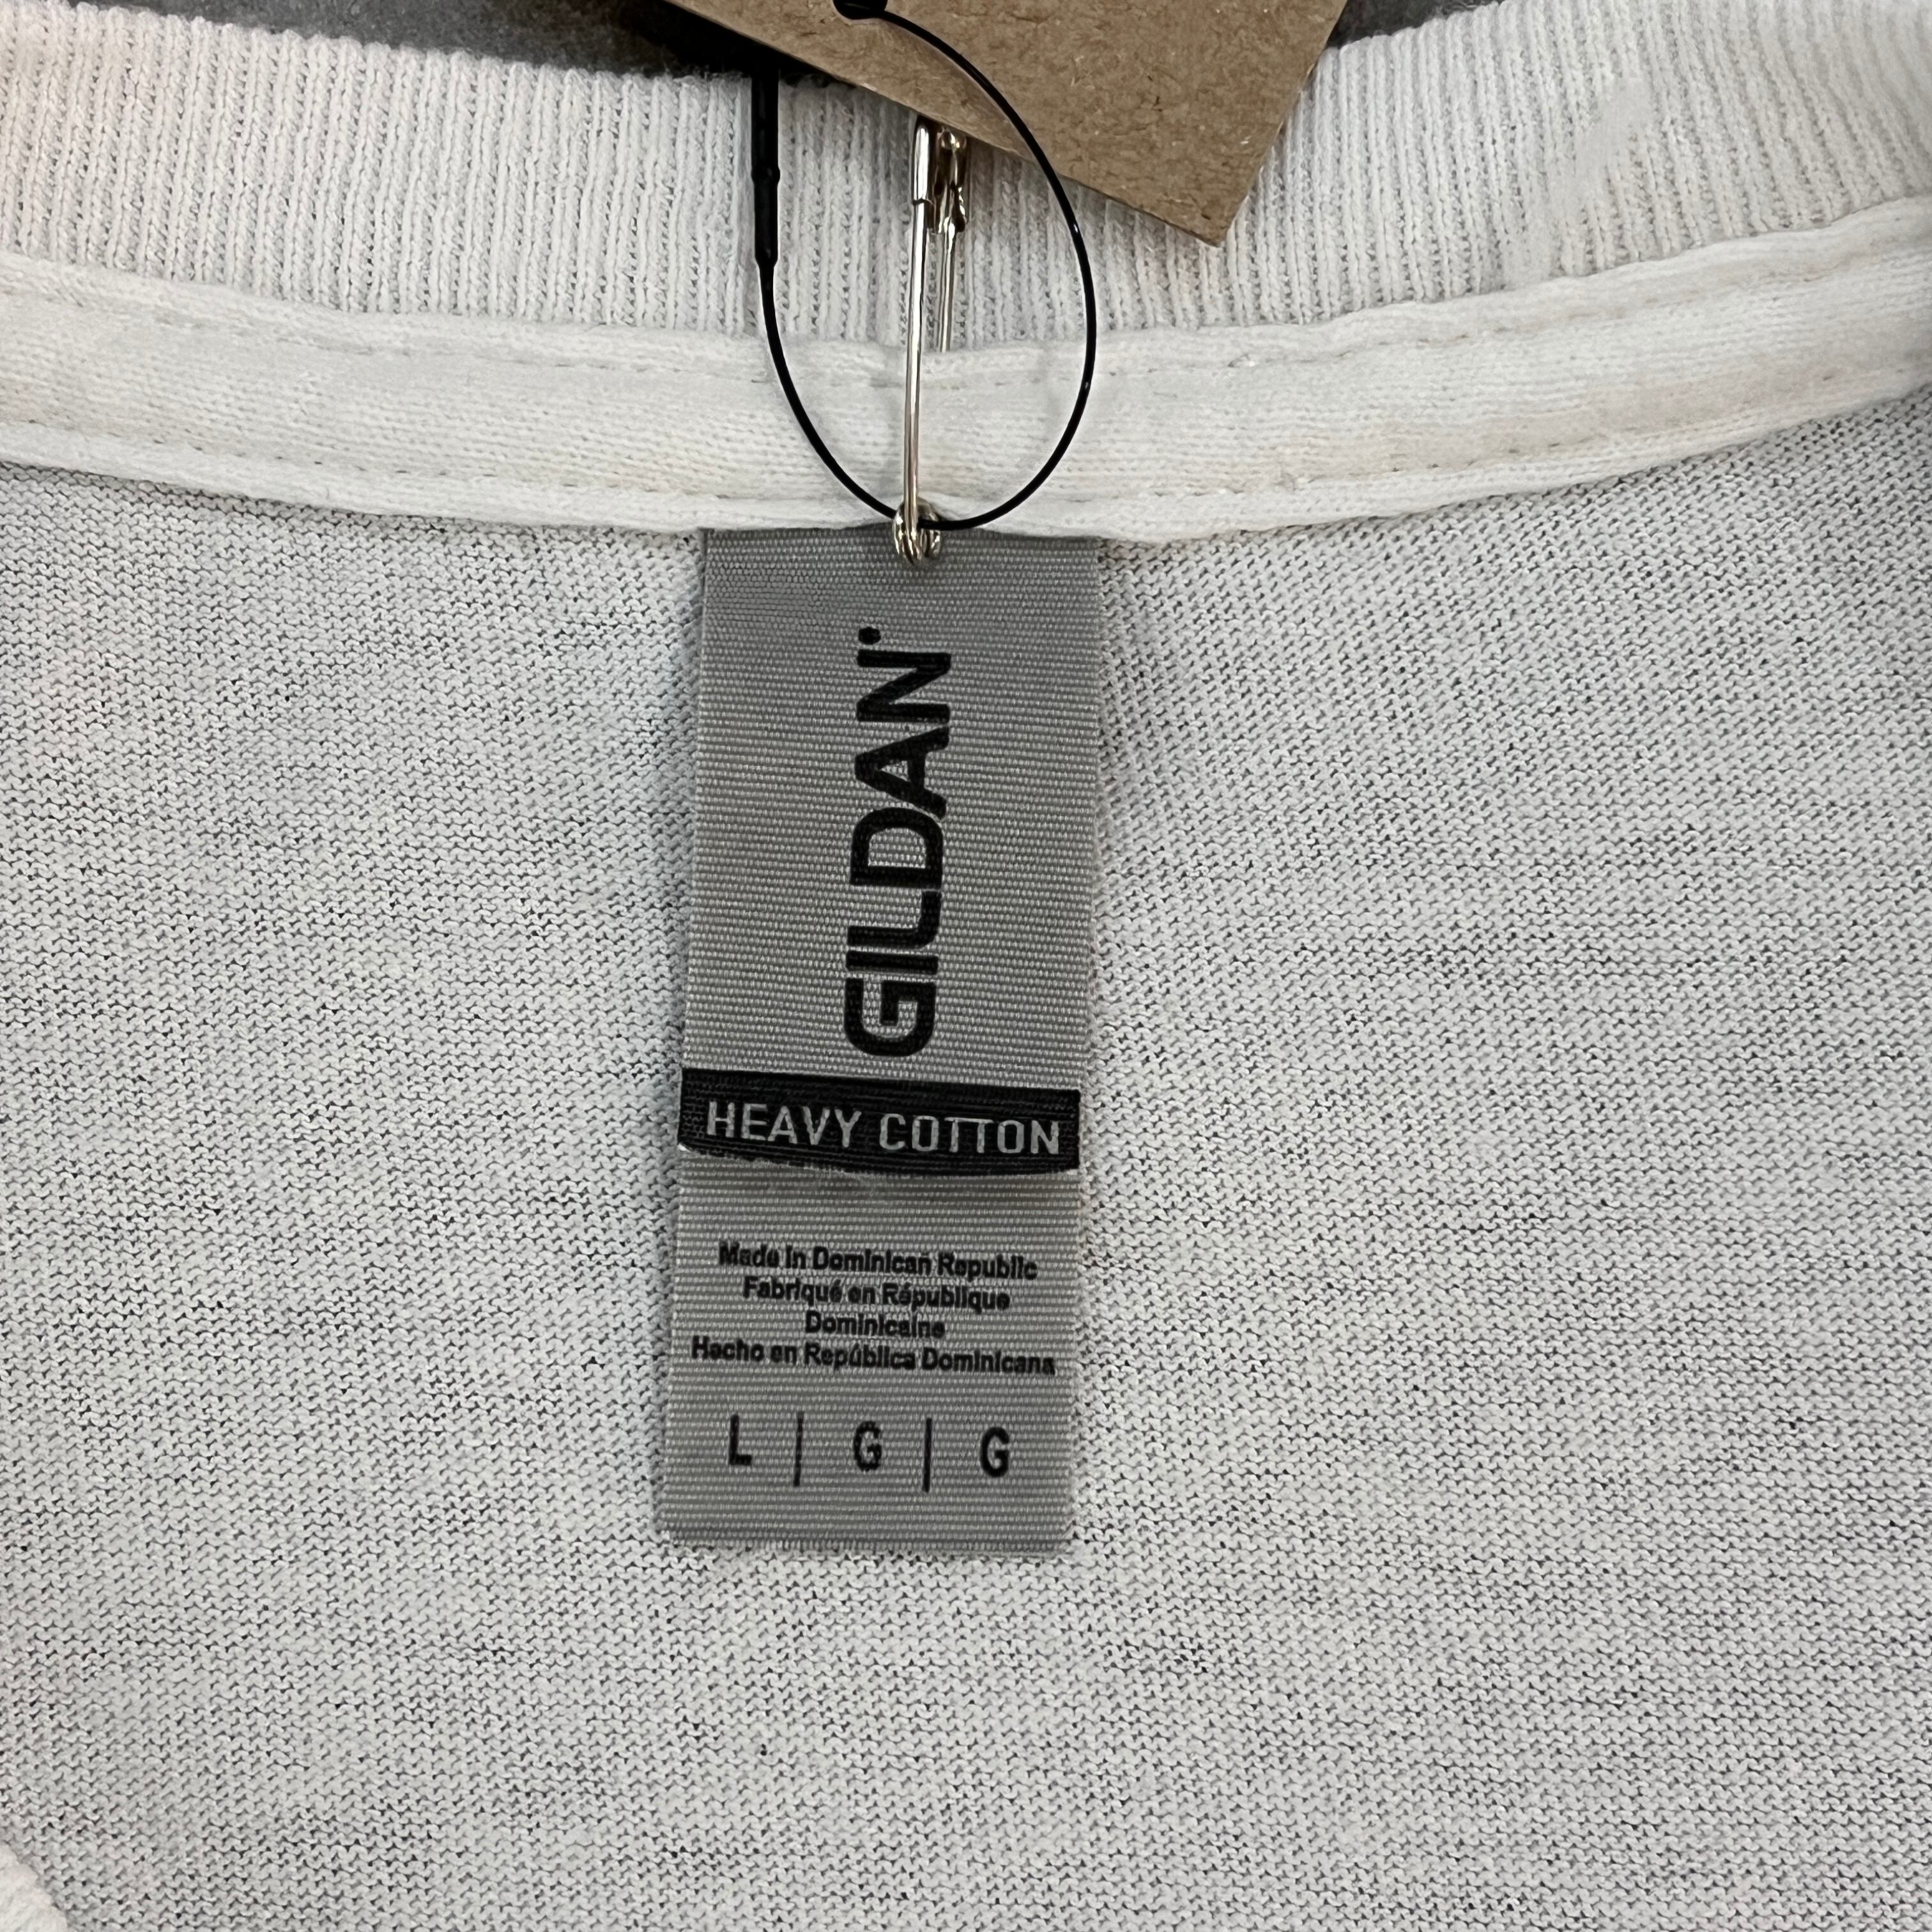 GILDAN
HEAVY COTTON
Made in Dominican Republic
Fabriqué en République
Dominicaine
Hecho en República Dominicana
L | G | G